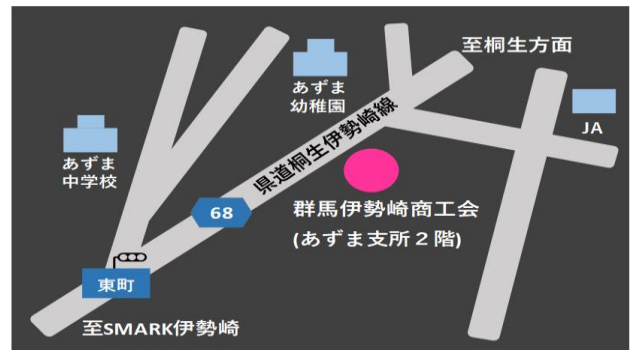 至桐生方面
あずま
幼稚園
県道桐生伊勢崎線
JA
あずま
中学校
68
群馬伊勢崎商工会
(あずま支所２階)
東町
至SMARK伊勢崎